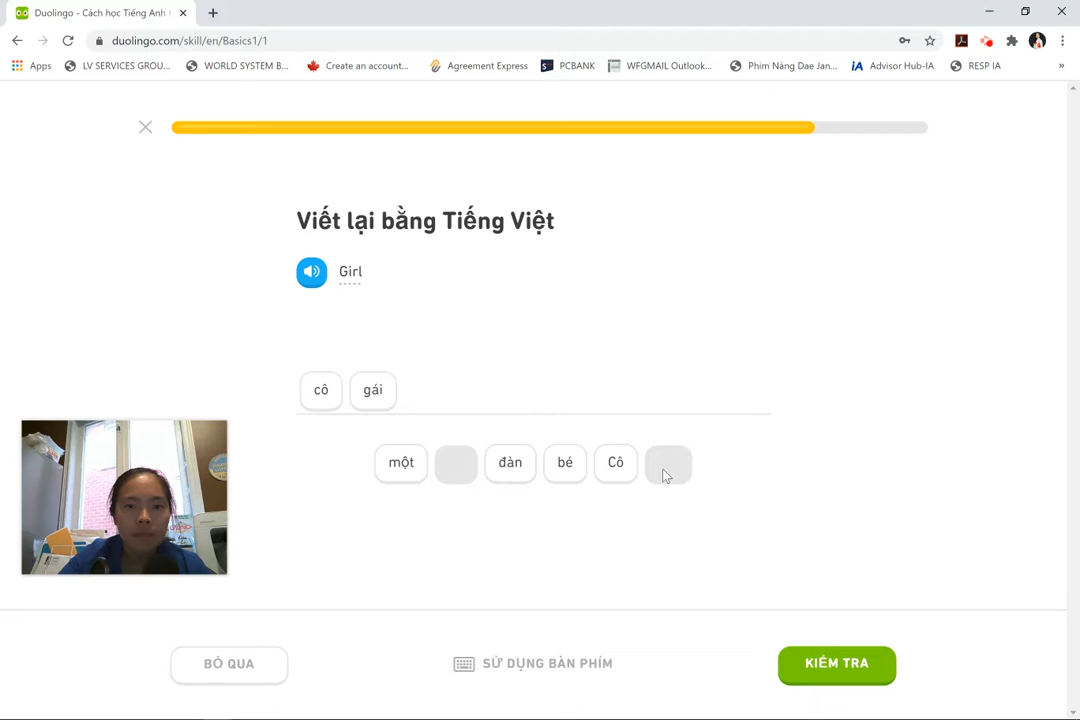 Duolingo - Cách học Tiếng Anh
duolingo.com/skill/en/Basics1/1
Apps LV SERVICES GROU... WORLD SYSTEM B... Create an account... Agreement Express PCBANK WFGMAIL Outlook... Phim Nàng Dae Jan... iA Advisor Hub-IA RESP IA »
Viết lại bằng Tiếng Việt
Girl
cô gái
một đàn bé Cô
BỎ QUA SỬ DỤNG BÀN PHÍM KIỂM TRA